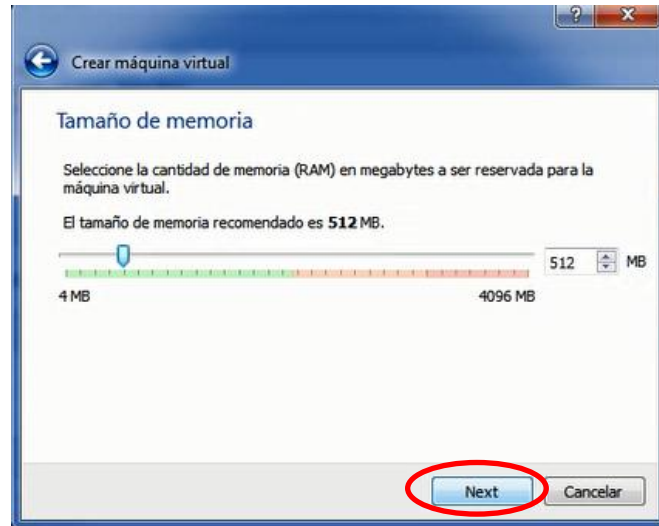 Crear máquina virtual
Tamaño de memoria
Seleccione la cantidad de memoria (RAM) en megabytes a ser reservada para la
máquina virtual.
El tamaño de memoria recomendado es 512 MB.
512 MB
4 MB 4096 MB
Next Cancelar